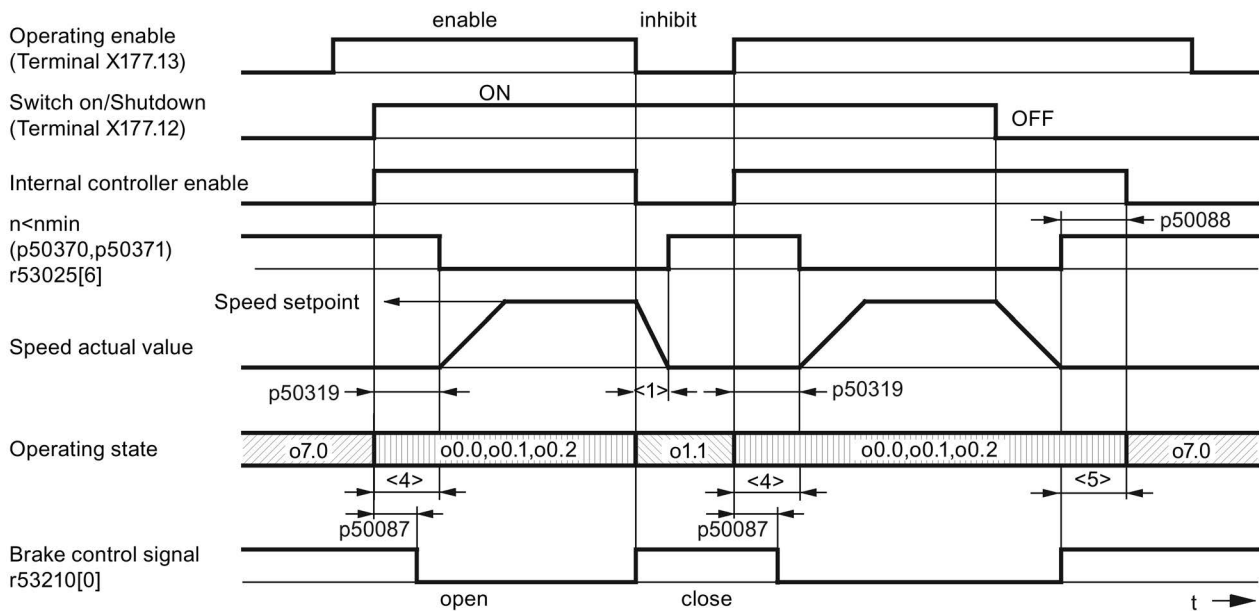 enable inhibit
Operating enable
(Terminal X177.13)
Switch on/Shutdown
(Terminal X177.12)
ON
OFF
Internal controller enable
n<nmin
(p50370,p50371)
r53025[6]
p50088
Speed setpoint
Speed actual value
p50319 <1> p50319
Operating state
o7.0 o0.0,o0.1,o0.2 o1.1 o0.0,o0.1,o0.2 o7.0
<4> <4> <5>
p50087 p50087
Brake control signal
r53210[0]
open close t